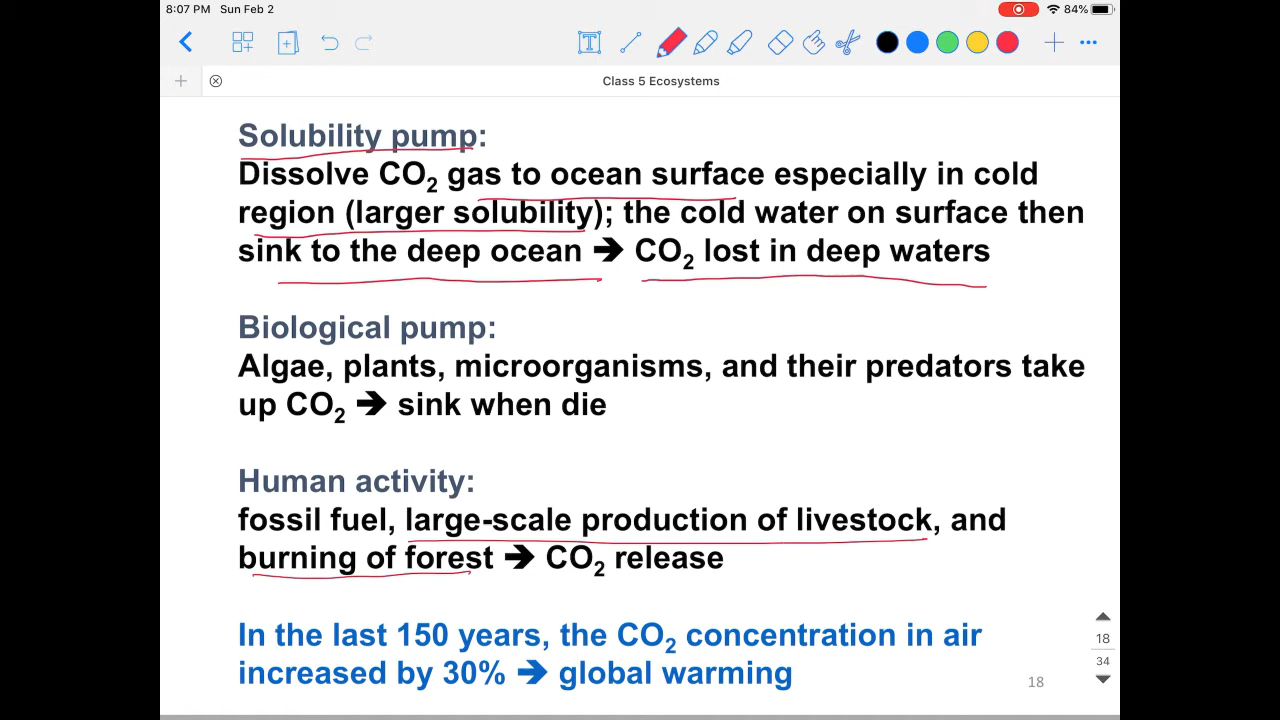 8:07 PM Sun Feb 2 84%
T
Class 5 Ecosystems
Solubility pump:
Dissolve CO₂ gas to ocean surface especially in cold
region (larger solubility); the cold water on surface then
sink to the deep ocean ➔ CO₂ lost in deep waters
Biological pump:
Algae, plants, microorganisms, and their predators take
up CO₂ ➔ sink when die
Human activity:
fossil fuel, large-scale production of livestock, and
burning of forest ➔ CO₂ release
In the last 150 years, the CO₂ concentration in air
increased by 30% ➔ global warming
18
18
34